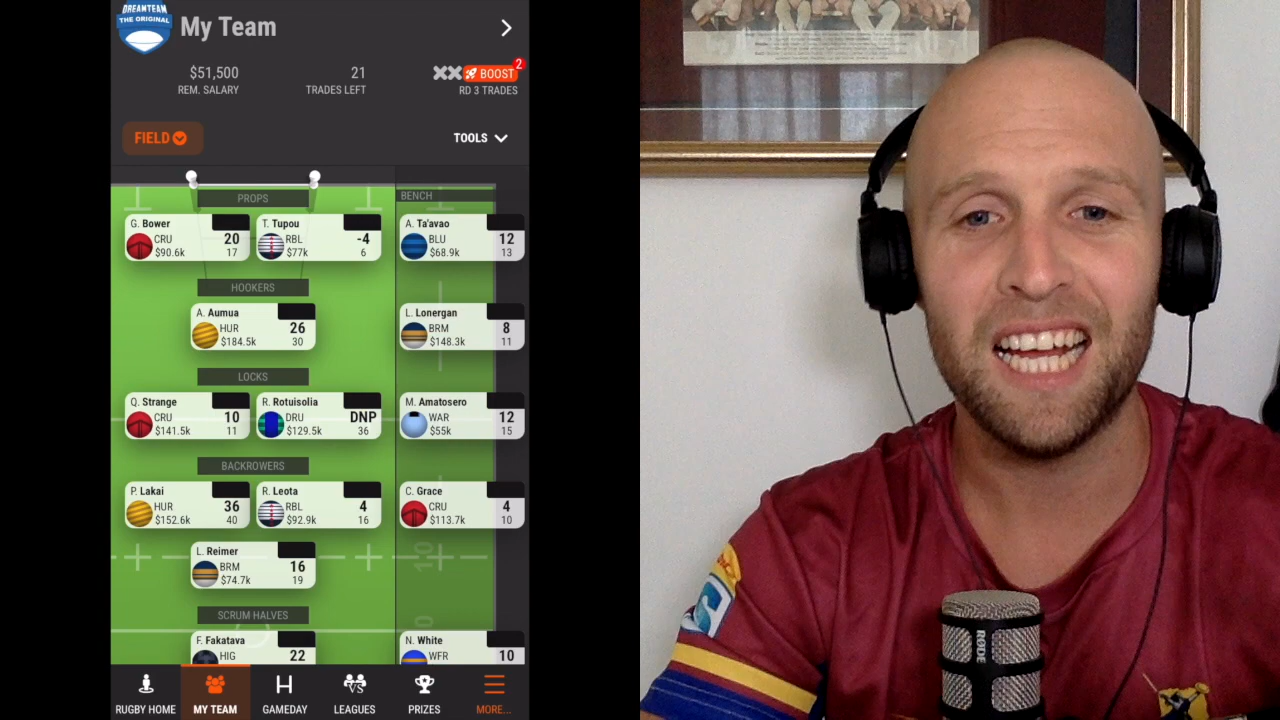 DREAMTEAM
THE ORIGINAL
My Team
$51,500
REM. SALARY
21
TRADES LEFT
BOOST
2
RD 3 TRADES
FIELD
TOOLS
PROPS
BENCH
G. Bower
CRU
20
$90.6k
17
T. Tupou
RBL
-4
$77k
6
A. Ta'avao
BLU
12
$68.9k
13
HOOKERS
A. Aumua
HUR
26
$184.5k
30
L. Lonergan
BRM
8
$148.3k
11
LOCKS
Q. Strange
CRU
10
$141.5k
11
R. Rotuisolia
DRU
DNP
$129.5k
36
M. Amatosero
WAR
12
$55k
15
BACKROWERS
P. Lakai
HUR
36
$152.6k
40
R. Leota
RBL
4
$92.9k
16
C. Grace
CRU
4
$113.7k
10
L. Reimer
BRM
16
$74.7k
19
SCRUM HALVES
F. Fakatava
HIG
22
N. White
WFR
10
RUGBY HOME
MY TEAM
GAMEDAY
VS
LEAGUES
PRIZES
MORE...
RØDE